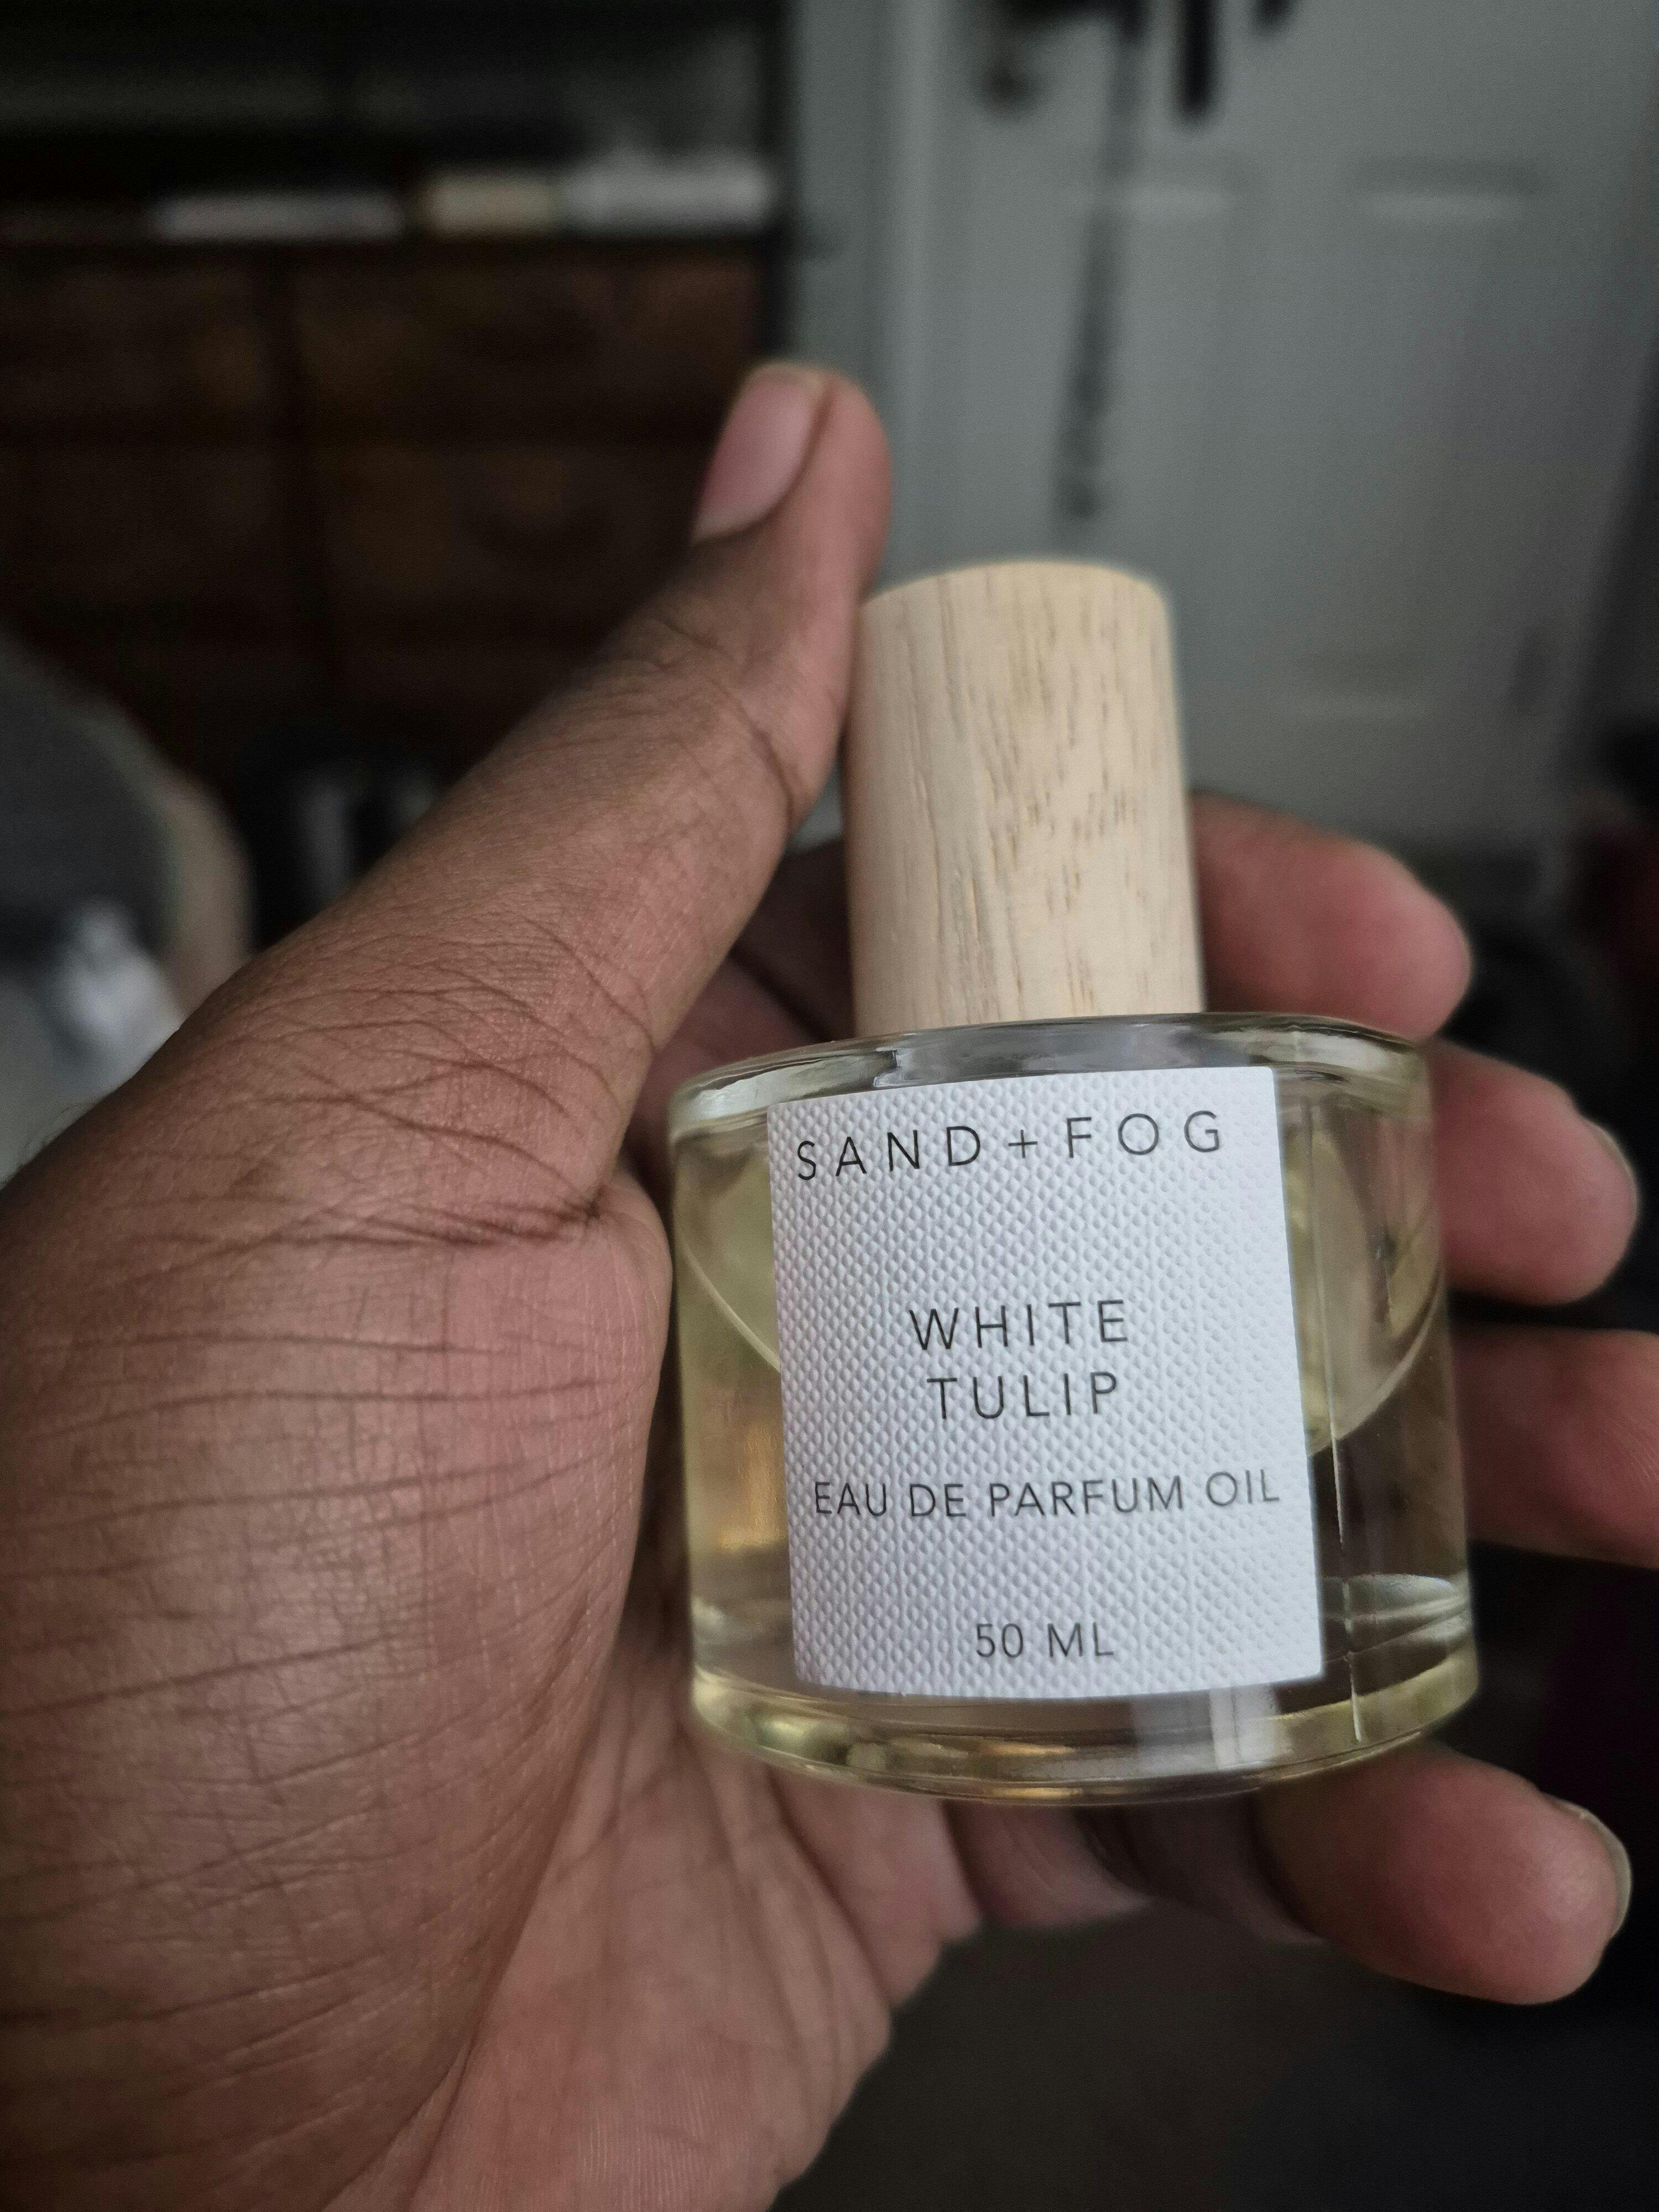 SAND+FOG
WHITE
TULIP
EAU DE PARFUM OIL
50 ML